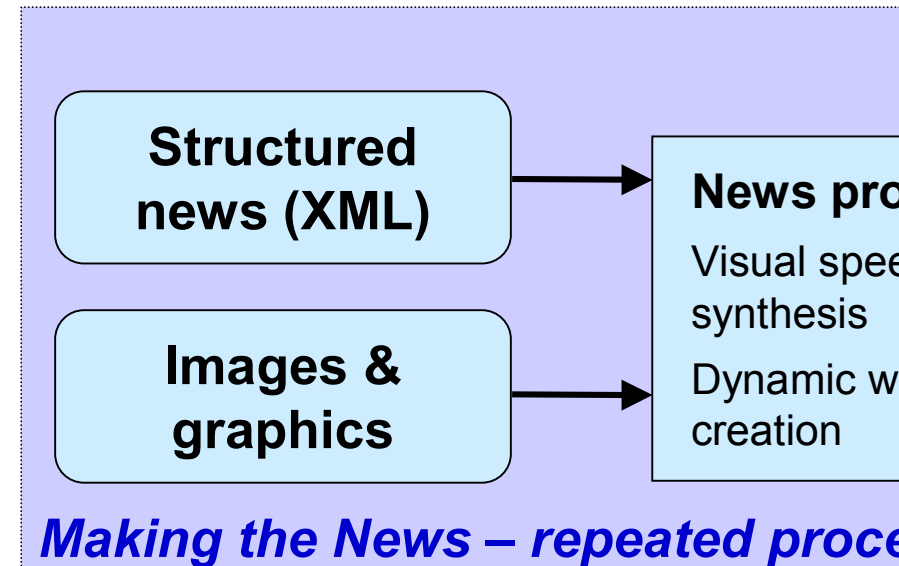 Structured
news (XML)
News pro
Visual spee
synthesis
Images &
graphics
Dynamic w
creation
Making the News – repeated proce